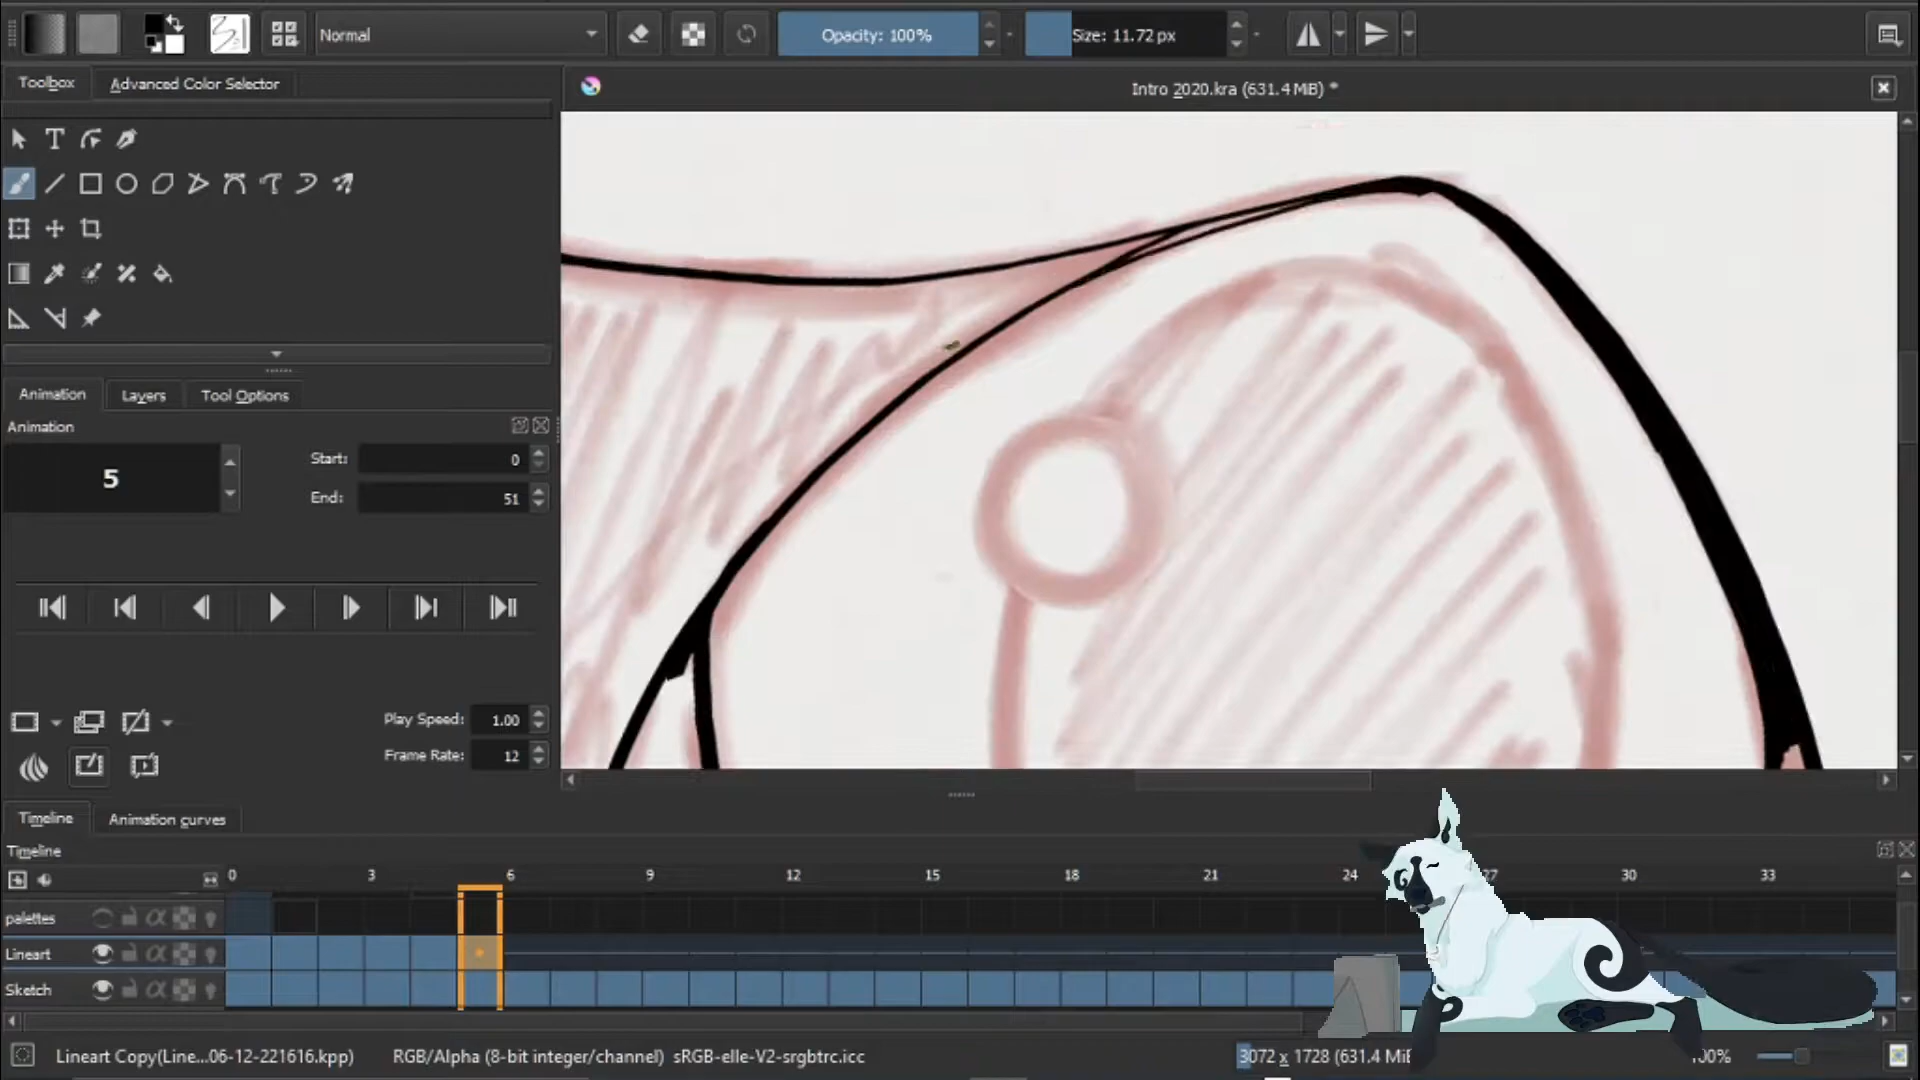 Normal
Opacity: 100%
Size: 11.72 px
Toolbox
Advanced Color Selector
Intro 2020.kra (631.4 MiB) *
Animation
Layers
Tool Options
Animation
5
Start:
0
End:
51
Play Speed:
1.00
Frame Rate:
12
Timeline
Animation curves
Timeline
0 3 6 9 12 15 18 21 24 27 30 33
palettes
Lineart
Sketch
Lineart Copy(Line...06-12-221616.kpp)
RGB/Alpha (8-bit integer/channel) sRGB-elle-V2-srgbtrc.icc
3072 x 1728 (631.4 MiE